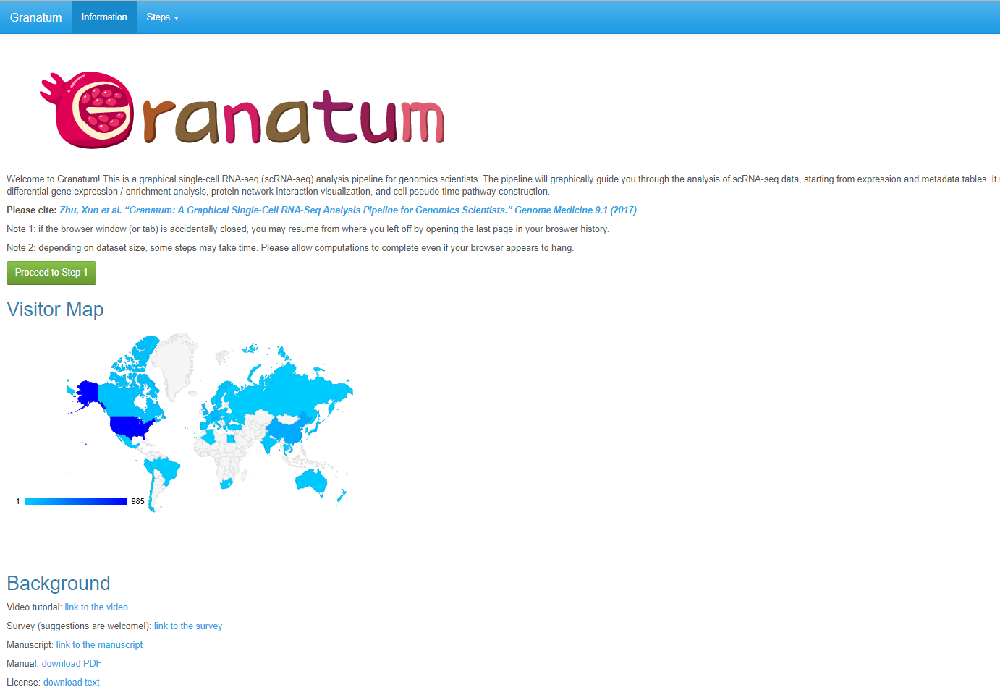 Granatum Information Steps
Granatum
Welcome to Granatum! This is a graphical single-cell RNA-seq (scRNA-seq) analysis pipeline for genomics scientists. The pipeline will graphically guide you through the analysis of scRNA-seq data, starting from expression and metadata tables. It
differential gene expression / enrichment analysis, protein network interaction visualization, and cell pseudo-time pathway construction.
Please cite: Zhu, Xun et al. “Granatum: A Graphical Single-Cell RNA-Seq Analysis Pipeline for Genomics Scientists.” Genome Medicine 9.1 (2017)
Note 1: if the browser window (or tab) is accidentally closed, you may resume from where you left off by opening the last page in your broswer history.
Note 2: depending on dataset size, some steps may take time. Please allow computations to complete even if your browser appears to hang.
Proceed to Step 1
Visitor Map
1 985
Background
Video tutorial: link to the video
Survey (suggestions are welcome!): link to the survey
Manuscript: link to the manuscript
Manual: download PDF
License: download text